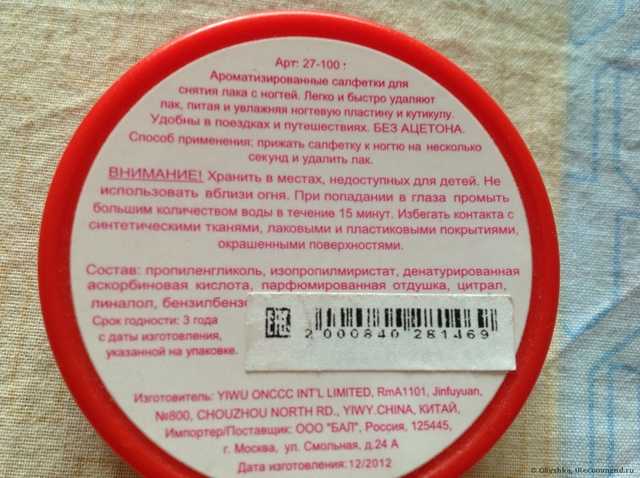 Арт: 27-100
Ароматизированные салфетки для
снятия лака с ногтей. Легко и быстро удаляют
лак, питая и увлажняя ногтевую пластину и кутикулу.
Удобны в поездках и путешествиях. БЕЗ АЦЕТОНА.
Способ применения: прижать салфетку к ногтю на несколько
секунд и удалить лак.
ВНИМАНИЕ! Хранить в местах, недоступных для детей. Не
использовать вблизи огня. При попадании в глаза промыть
большим количеством воды в течение 15 минут. Избегать контакта с
синтетическими тканями, лаковыми и пластиковыми покрытиями,
окрашенными поверхностями.
Состав: пропиленгликоль, изопропилмиристат, денатурированная
аскорбиновая кислота, парфюмированная отдушка, цитрал,
линалол,
Срок годности: 3 года
с даты изготовления,
указанной на упаковке.
EAC
2 000840 281469
Изготовитель: YIWU ONCCC INT'L LIMITED, RmA1101, Jinfuyuan,
№800, CHOUZHOU NORTH RD., YIWY.CHINA, КИТАЙ,
Импортер/Поставщик: ООО "БАЛ", Россия, 125445,
г. Москва, ул. Смольная, д.24 А
Дата изготовления:12/2012
© Olryshka, IRecommend.ru